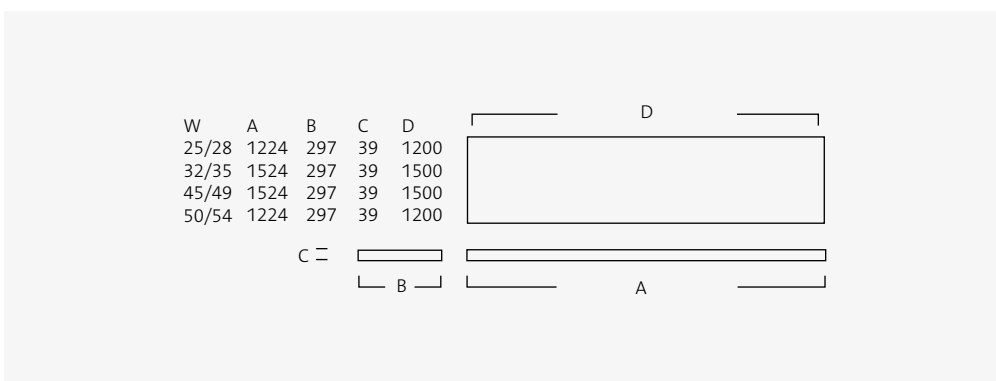 W A B C D
25/28 1224 297 39 1200
32/35 1524 297 39 1500
45/49 1524 297 39 1500
50/54 1224 297 39 1200
D
C
B
A